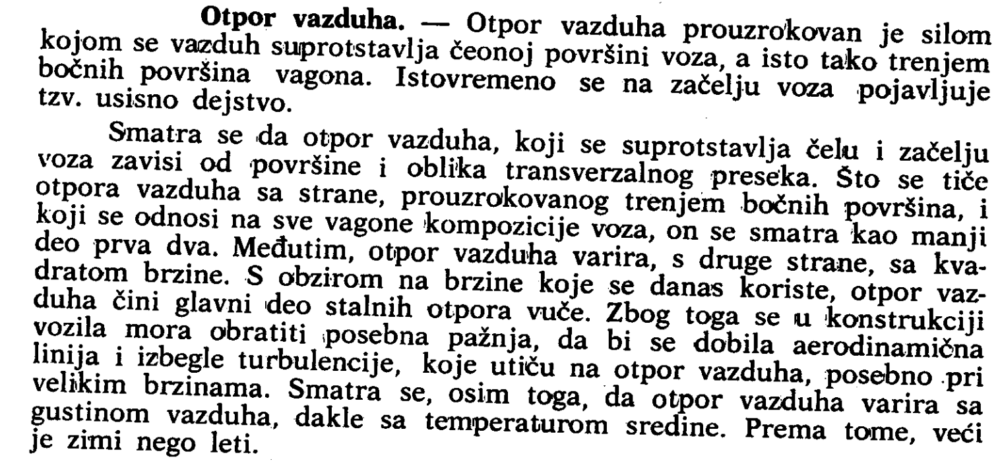 Otpor vazduha. — Otpor vazduha prouzrokovan je silom
kojom se vazduh suprotstavlja čeonoj površini voza, a isto tako trenjem
bočnih površina vagona. Istovremeno se na začelju voza pojavljuje
tzv. usisno dejstvo.
Smatra se da otpor vazduha, koji se suprotstavlja čelu i začelju
voza zavisi od površine i oblika transverzalnog preseka. Što se tiče
otpora vazduha sa strane, prouzrokovanog trenjem bočnih površina, i
koji se odnosi na sve vagone kompozicije voza, on se smatra kao manji
deo prva dva. Međutim, otpor vazduha varira, s druge strane, sa kva-
dratom brzine. S obzirom na brzine koje se danas koriste, otpor vaz-
duha čini glavni deo stalnih otpora vuče. Zbog toga se u konstrukciji
vozila mora obratiti posebna pažnja, da bi se dobila aerodinamična
linija i izbegle turbulencije, koje utiču na otpor vazduha, posebno pri
velikim brzinama. Smatra se, osim toga, da otpor vazduha varira sa
gustinom vazduha, dakle sa temperaturom sredine. Prema tome, veći
je zimi nego leti.